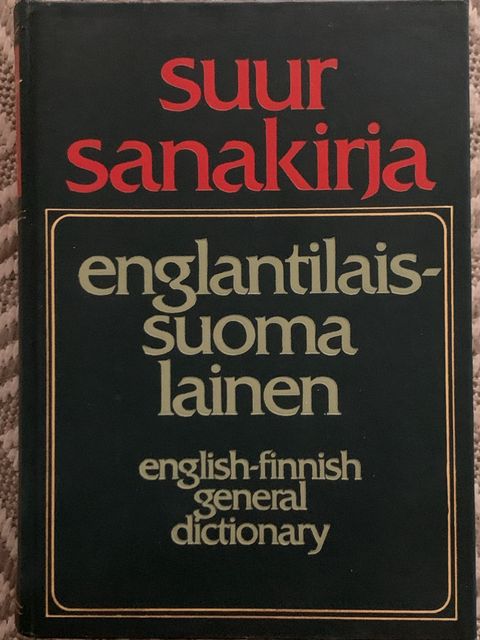 suur
sanakirja
englantilais-
suoma
lainen
english-finnish
general
dictionary